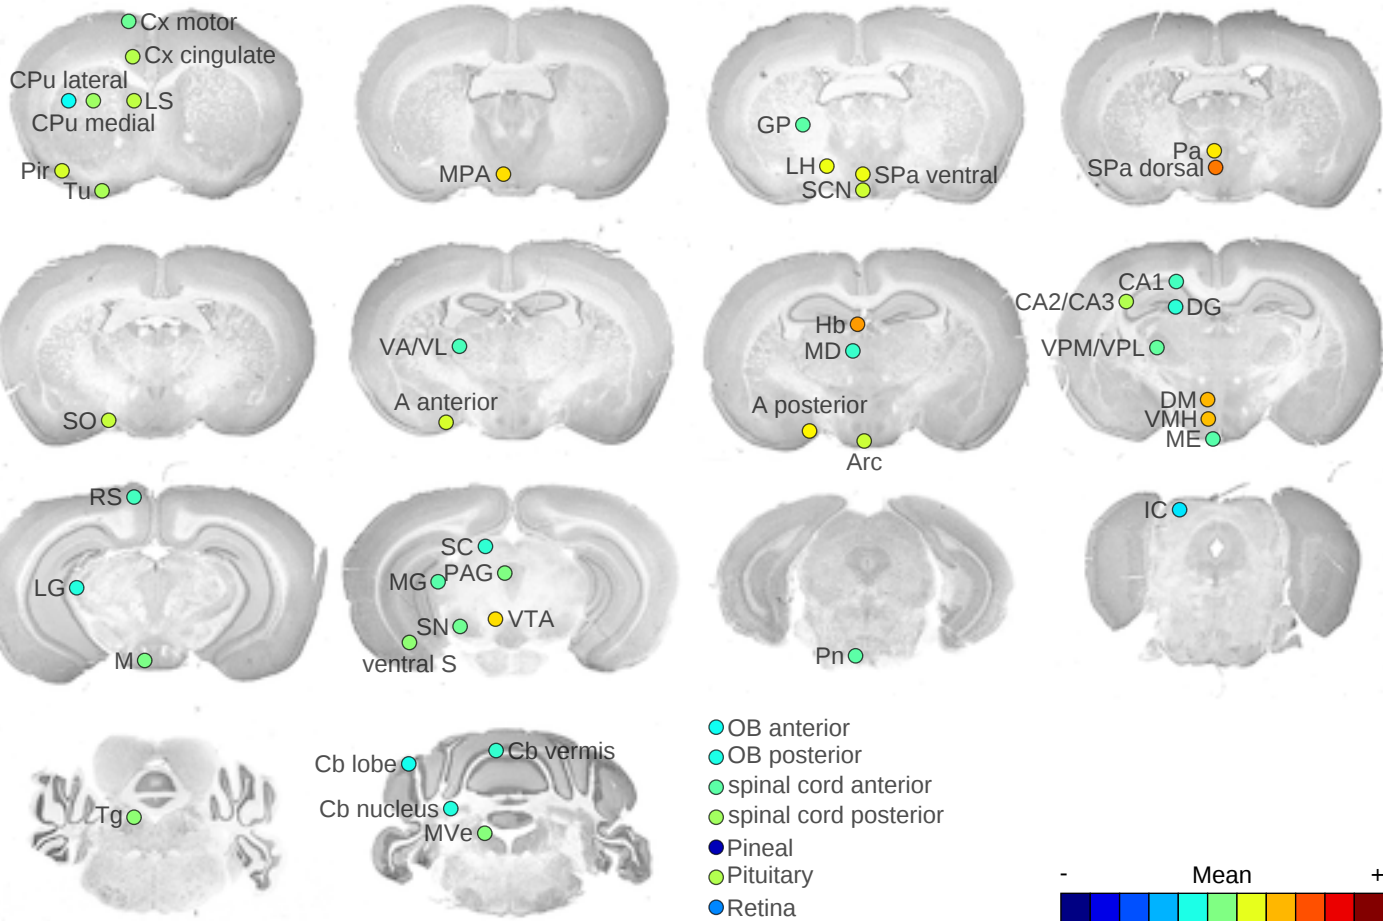 Cx motor
Cx cingulate
CPu lateral
LS
CPu medial
Pir
Tu
MPA
GP
LH
SPa ventral
SCN
Pa
SPa dorsal
SO
VA/VL
A anterior
Hb
MD
A posterior
Arc
CA1
CA2/CA3
DG
VPM/VPL
DM
VMH
ME
RS
LG
M
SC
MG
PAG
SN
VTA
ventral S
Pn
IC
Tg
Cb lobe
Cb vermis
Cb nucleus
MVe
OB anterior
OB posterior
spinal cord anterior
spinal cord posterior
Pineal
Pituitary
Retina
- Mean +